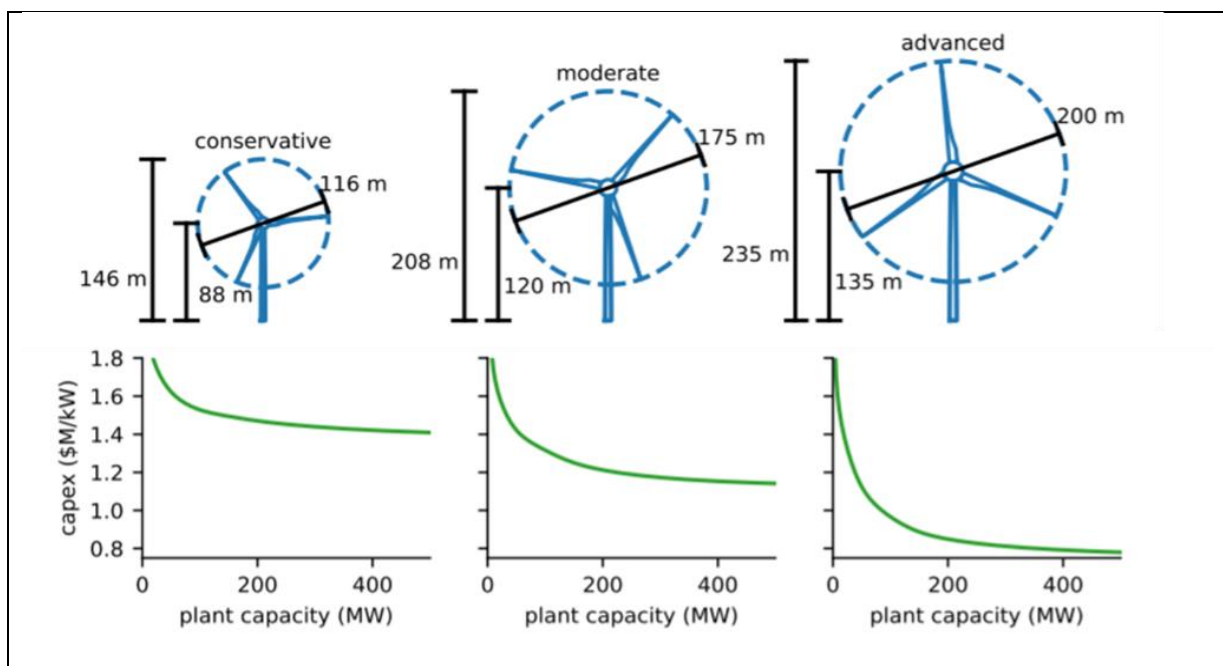 advanced
moderate
200 m
175 m
conservative
116 m
235 m
208 m
146 m
135 m
120 m
88 m
1.8
1.6
1.4
1.2
1.0
0.8
capex ($M/kW)
0 200 400
plant capacity (MW)
0 200 400
plant capacity (MW)
0 200 400
plant capacity (MW)